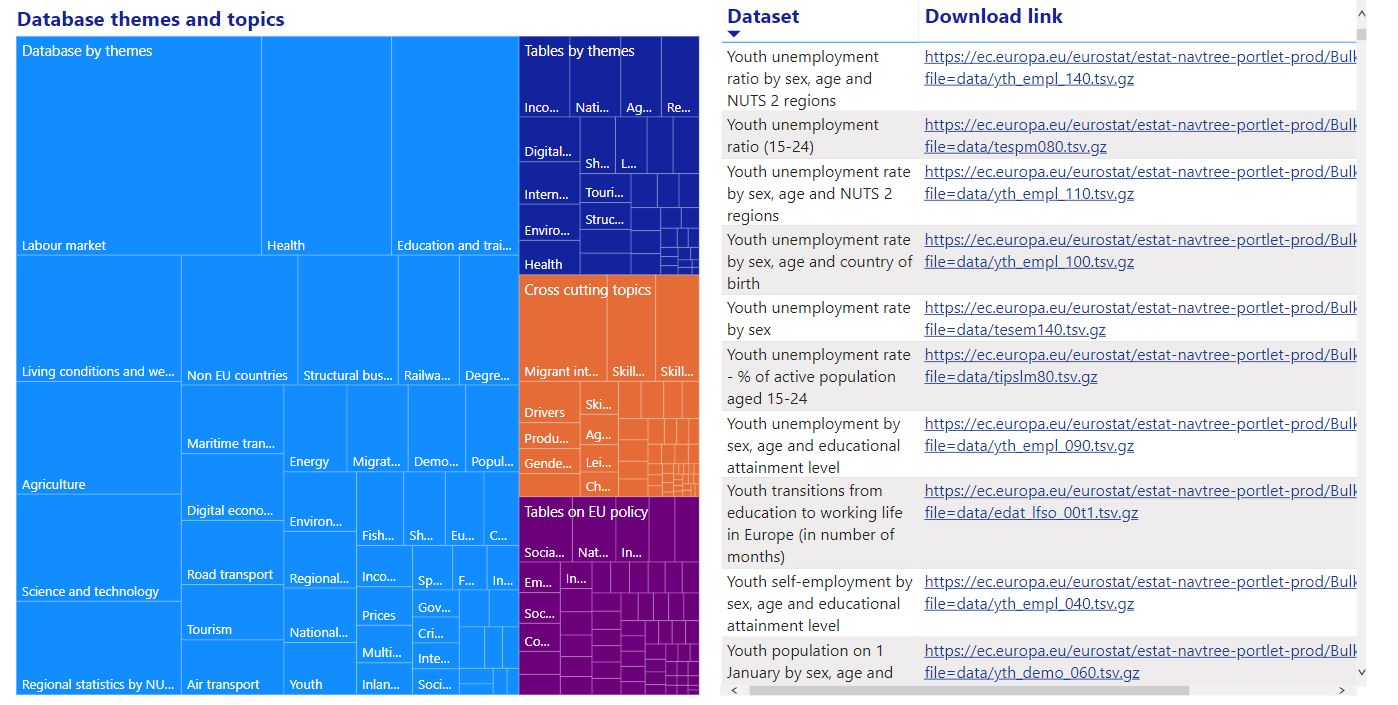 Database themes and topics
Database by themes
Labour market
Health
Education and trai...
Living conditions and we...
Non EU countries
Structural bus...
Railwa...
Degre...
Agriculture
Maritime tran...
Energy
Migrat...
Demo...
Popul...
Digital econo...
Environ...
Fish...
Sh...
Eu...
C...
Science and technology
Road transport
Regional...
Inco...
Sp...
F...
In...
Tourism
National...
Prices
Gov...
Cri...
Multi...
Inte...
Regional statistics by NU...
Air transport
Youth
Inlan...
Soci...
Tables by themes
Inco...
Nati...
Ag...
Re...
Digital...
Sh...
L...
Intern...
Touri...
Enviro...
Struc...
Health
Cross cutting topics
Migrant int...
Skill...
Skill...
Drivers
Ski...
Produ...
Ag...
Gende...
Lei...
Ch...
Tables on EU policy
Socia...
Nat...
In...
Em...
In...
Soc...
Co...
Dataset
Download link
Youth unemployment
ratio by sex, age and
NUTS 2 regions
https://ec.europa.eu/eurostat/estat-navtree-portlet-prod/Bulk
file=data/yth_empl_140.tsv.gz
Youth unemployment
ratio (15-24)
https://ec.europa.eu/eurostat/estat-navtree-portlet-prod/Bulk
file=data/tespm080.tsv.gz
Youth unemployment rate
by sex, age and NUTS 2
regions
https://ec.europa.eu/eurostat/estat-navtree-portlet-prod/Bulk
file=data/yth_empl_110.tsv.gz
Youth unemployment rate
by sex, age and country of
birth
https://ec.europa.eu/eurostat/estat-navtree-portlet-prod/Bulk
file=data/yth_empl_100.tsv.gz
Youth unemployment rate
by sex
https://ec.europa.eu/eurostat/estat-navtree-portlet-prod/Bulk
file=data/tesem140.tsv.gz
Youth unemployment rate
- % of active population
aged 15-24
https://ec.europa.eu/eurostat/estat-navtree-portlet-prod/Bulk
file=data/tipslm80.tsv.gz
Youth unemployment by
sex, age and educational
attainment level
https://ec.europa.eu/eurostat/estat-navtree-portlet-prod/Bulk
file=data/yth_empl_090.tsv.gz
Youth transitions from
education to working life
in Europe (in number of
months)
https://ec.europa.eu/eurostat/estat-navtree-portlet-prod/Bulk
file=data/edat_lfso_00t1.tsv.gz
Youth self-employment by
sex, age and educational
attainment level
https://ec.europa.eu/eurostat/estat-navtree-portlet-prod/Bulk
file=data/yth_empl_040.tsv.gz
Youth population on 1
January by sex, age and
https://ec.europa.eu/eurostat/estat-navtree-portlet-prod/Bulk
file=data/yth_demo_060.tsv.gz